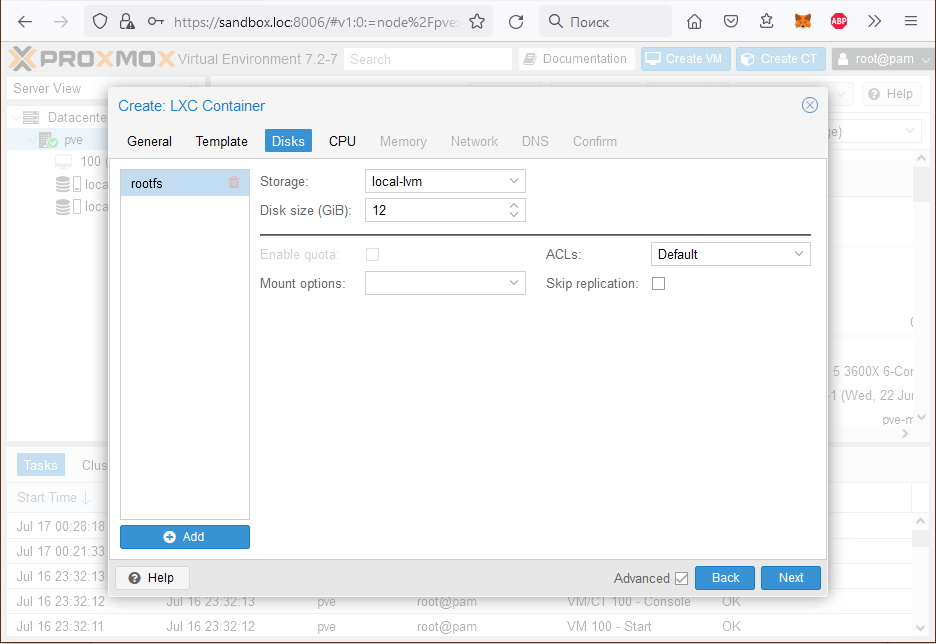 https://sandbox.loc:8006/#v1:0:=node%2Fpve
Поиск
ABP
PROXMOX Virtual Environment 7.2-7 Search Documentation Create VM Create CT root@pam
Server View Help
Datacente
pve
100 (
loca
loca
Create: LXC Container
General Template Disks CPU Memory Network DNS Confirm
rootfs
Storage: local-lvm
Disk size (GiB): 12
Enable quota: ACLs: Default
Mount options: Skip replication:
ge)
5 3600X 6-Cor
-1 (Wed, 22 Jun
pve-m
Add
Help Advanced Back Next
Tasks Clus
Start Time
Jul 17 00:28:18
Jul 17 00:21:33
Jul 16 23:32:13
Jul 16 23:32:12 Jul 16 23:32:13 pve root@pam VM/CT 100 - Console OK
Jul 16 23:32:11 Jul 16 23:32:12 pve root@pam VM 100 - Start OK